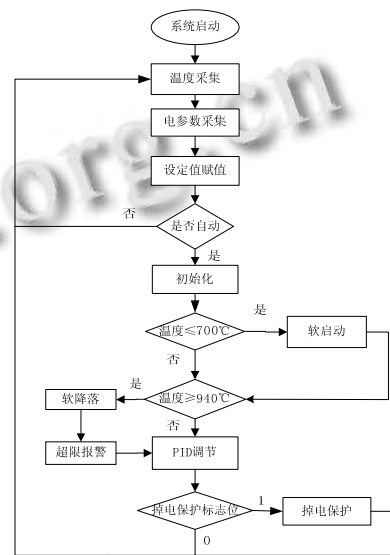 系统启动
温度采集
电参数采集
设定值赋值
否
是否自动
是
初始化
是
温度≤700℃
软启动
否
是
软降落
温度≥940℃
否
超限报警
PID调节
掉电保护标志位
1
掉电保护
0
.org.cn